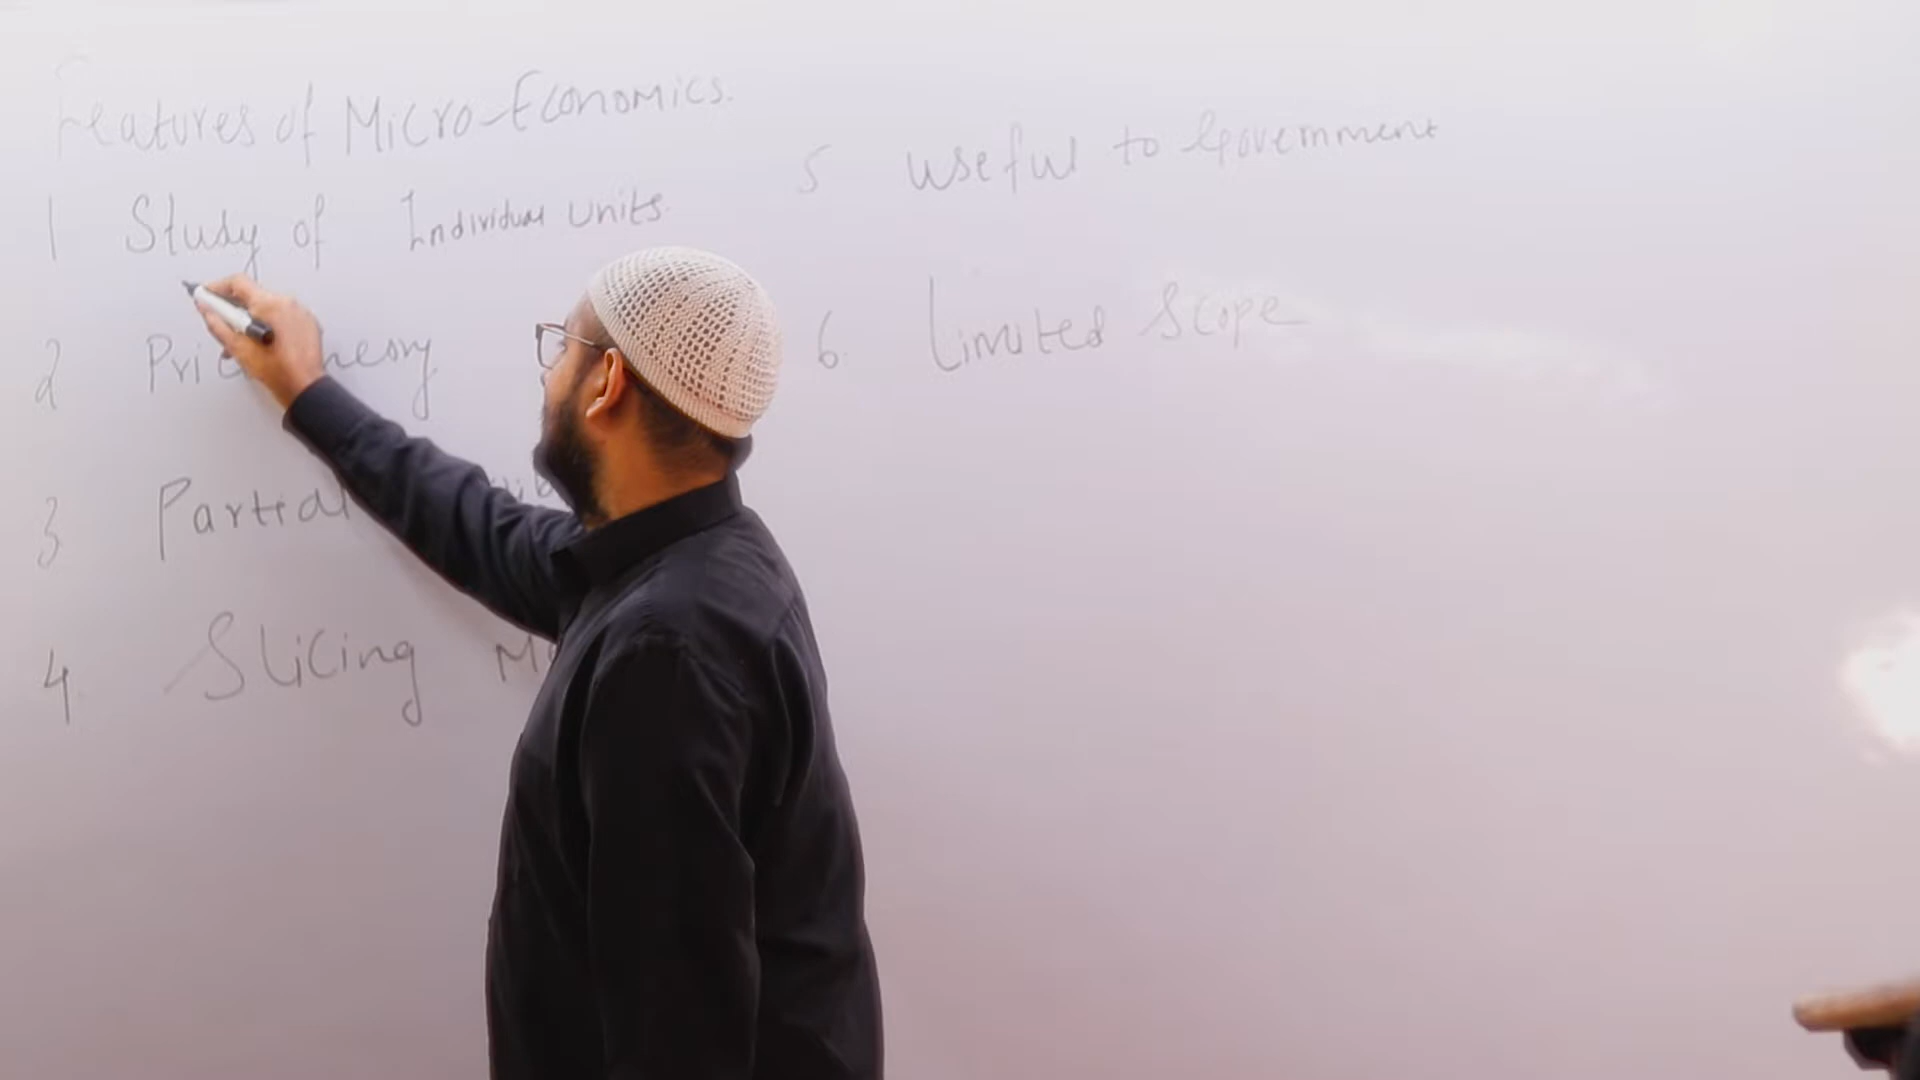 Features of Micro-Economics.
1 Study of Individual units.
2 Price Theory
3 Partial
4. Slicing
5 useful to Government
6. Limited Scope